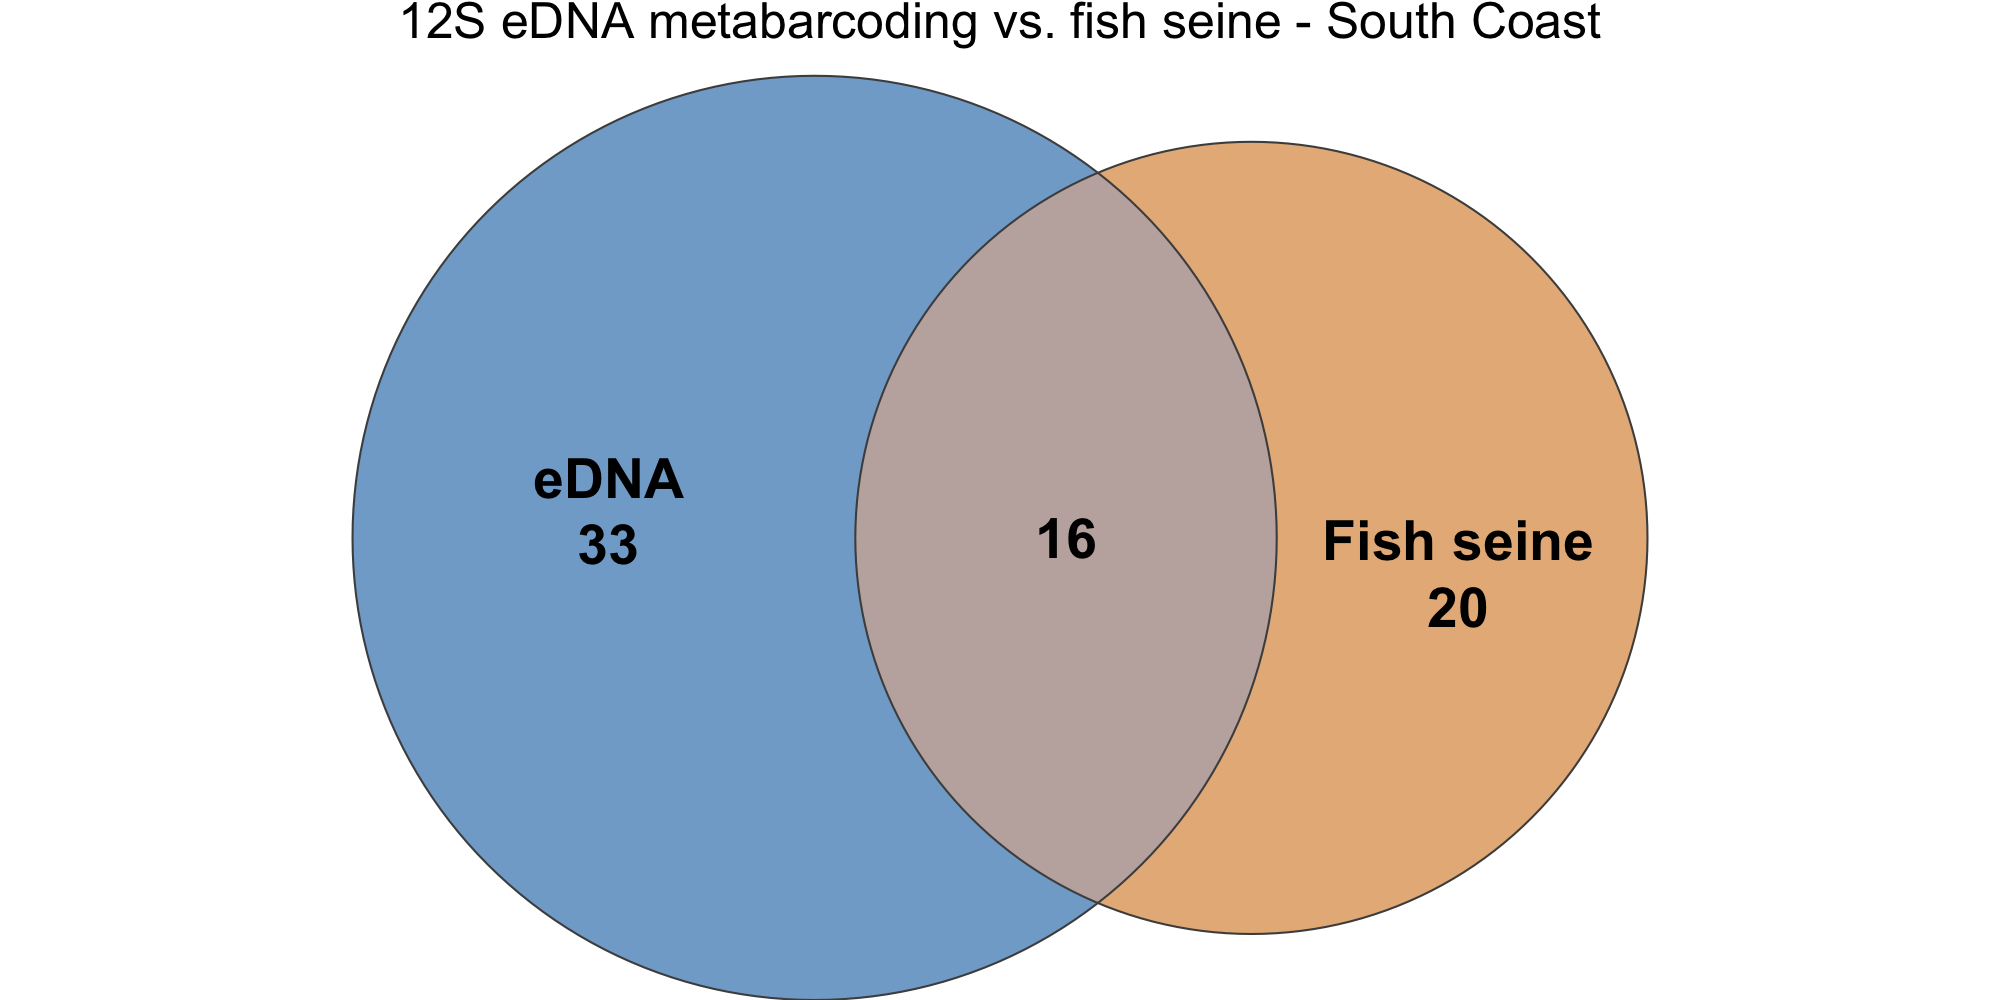 12S eDNA metabarcoding vs. fish seine - South Coast
eDNA
33
16
Fish seine
20